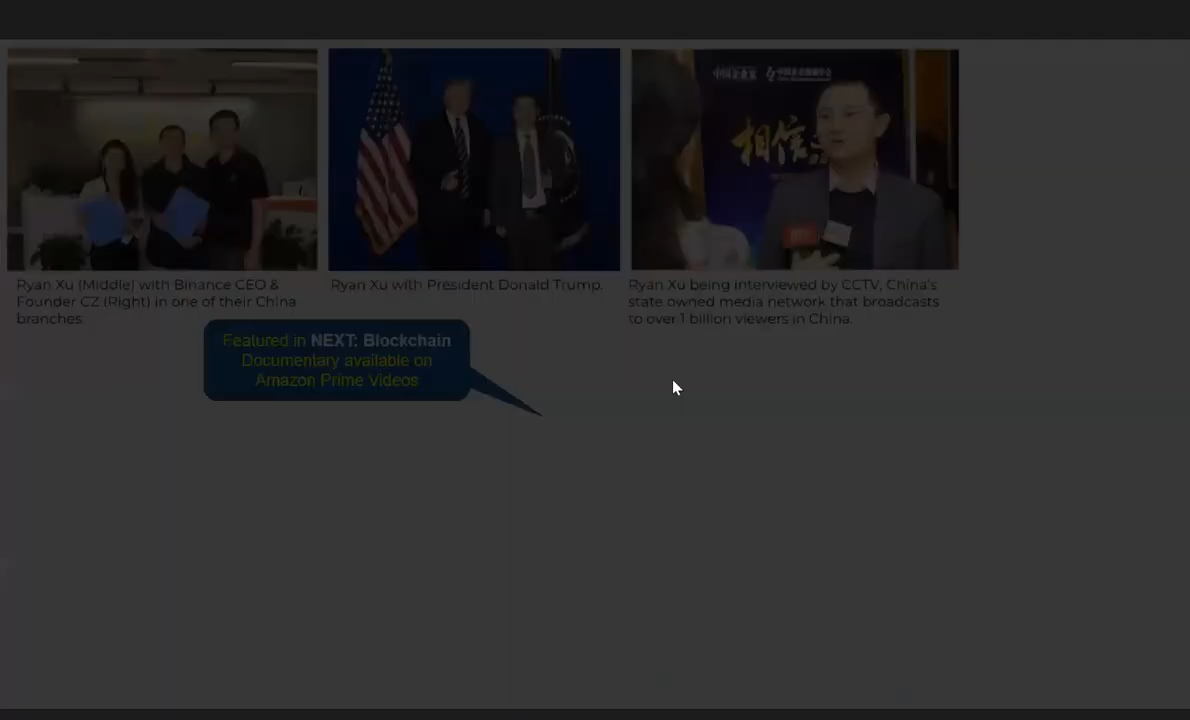 相信
Ryan Xu (Middle) with Binance CEO &
Founder CZ (Right) in one of their China
branches.
Ryan Xu with President Donald Trump.
Ryan Xu being interviewed by CCTV, China's
state owned media network that broadcasts
to over 1 billion viewers in China.
Featured in NEXT: Blockchain
Documentary available on
Amazon Prime Videos